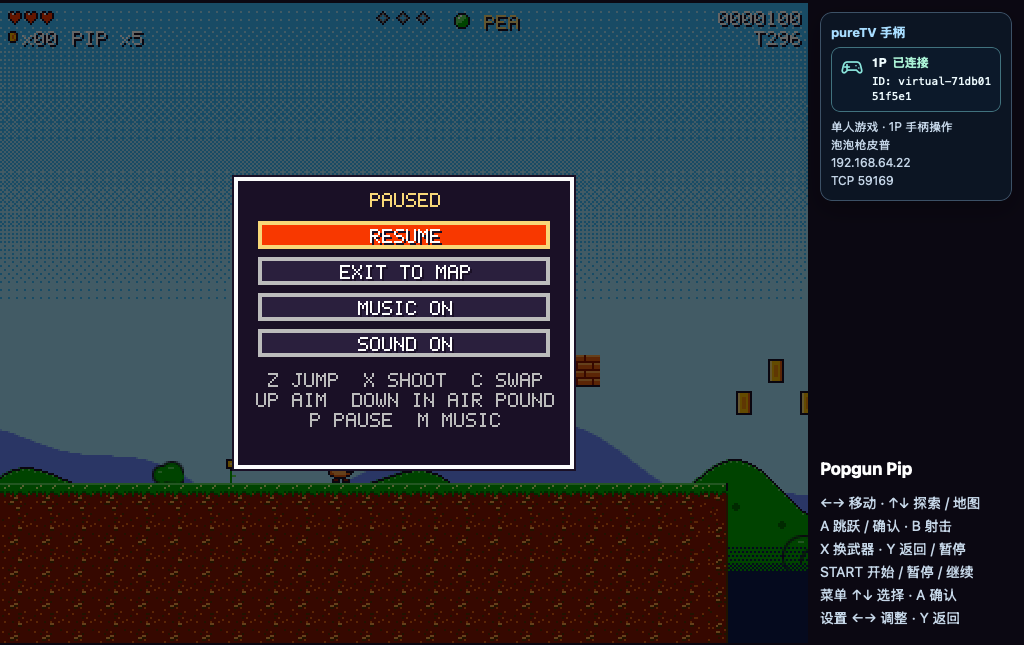 x00 PIP x5
PEA
0000100
T296
PAUSED
RESUME
EXIT TO MAP
MUSIC ON
SOUND ON
Z JUMP X SHOOT C SWAP
UP AIM DOWN IN AIR POUND
P PAUSE M MUSIC
pureTV 手柄
1P 已连接
ID: virtual-71db01
51f5e1
单人游戏 · 1P 手柄操作
泡泡枪皮普
192.168.64.22
TCP 59169
Popgun Pip
←→ 移动 · ↑↓ 探索 / 地图
A 跳跃 / 确认 · B 射击
X 换武器 · Y 返回 / 暂停
START 开始 / 暂停 / 继续
菜单 ↑↓ 选择 · A 确认
设置 ←→ 调整 · Y 返回